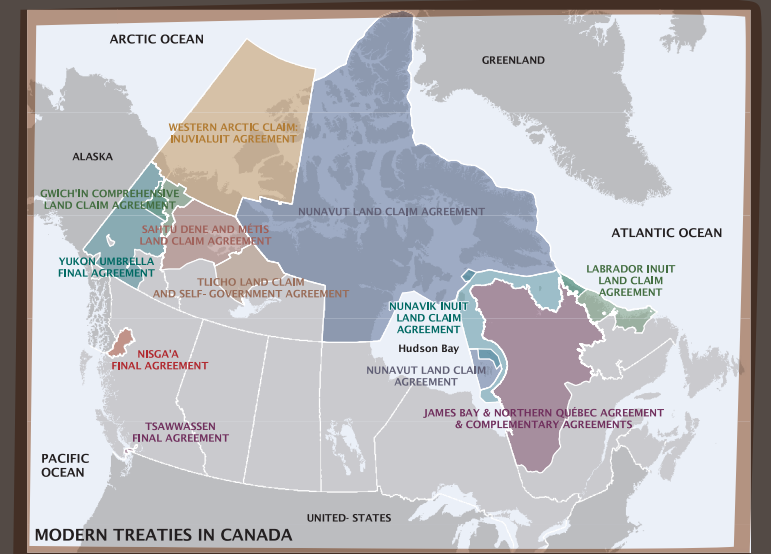 ARCTIC OCEAN
GREENLAND
WESTERN ARCTIC CLAIM:
INUVIALUIT AGREEMENT
ALASKA
GWICH'IN COMPREHENSIVE
LAND CLAIM AGREEMENT
NUNAVUT LAND CLAIM AGREEMENT
SAHTU DENE AND METIS
LAND CLAIM AGREEMENT
ATLANTIC OCEAN
YUKON UMBRELLA
FINAL AGREEMENT
LABRADOR INUIT
LAND CLAIM
AGREEMENT
TLICHO LAND CLAIM
AND SELF- GOVERNMENT AGREEMENT
NUNAVIK INUIT
LAND CLAIM
AGREEMENT
Hudson Bay
NISGA'A
FINAL AGREEMENT
NUNAVUT LAND CLAIM
AGREEMENT
JAMES BAY & NORTHERN QUÉBEC AGREEMENT
& COMPLEMENTARY AGREEMENTS
TSAWWASSEN
FINAL AGREEMENT
PACIFIC
OCEAN
UNITED- STATES
MODERN TREATIES IN CANADA